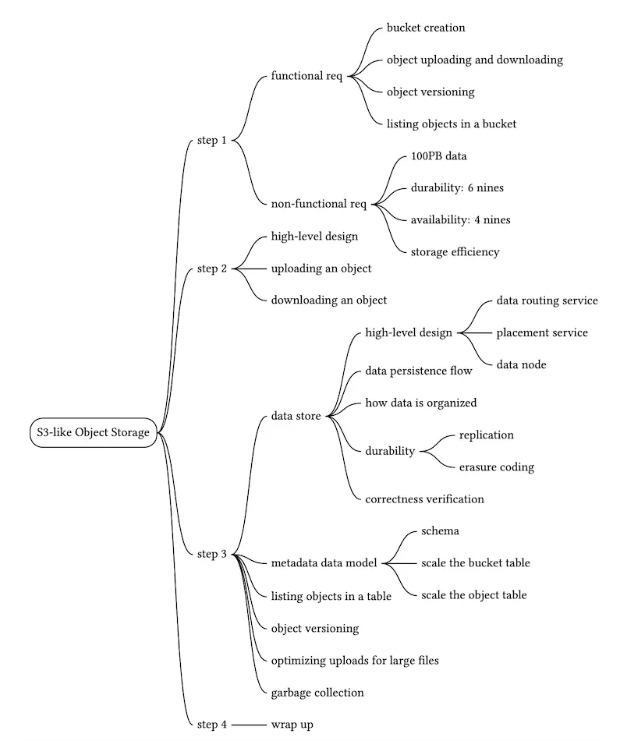 S3-like Object Storage
step 1
functional req
bucket creation
object uploading and downloading
object versioning
listing objects in a bucket
non-functional req
100PB data
durability: 6 nines
availability: 4 nines
storage efficiency
step 2
high-level design
uploading an object
downloading an object
step 3
data store
high-level design
data routing service
placement service
data node
data persistence flow
how data is organized
durability
replication
erasure coding
correctness verification
metadata data model
schema
scale the bucket table
scale the object table
listing objects in a table
object versioning
optimizing uploads for large files
garbage collection
step 4
wrap up